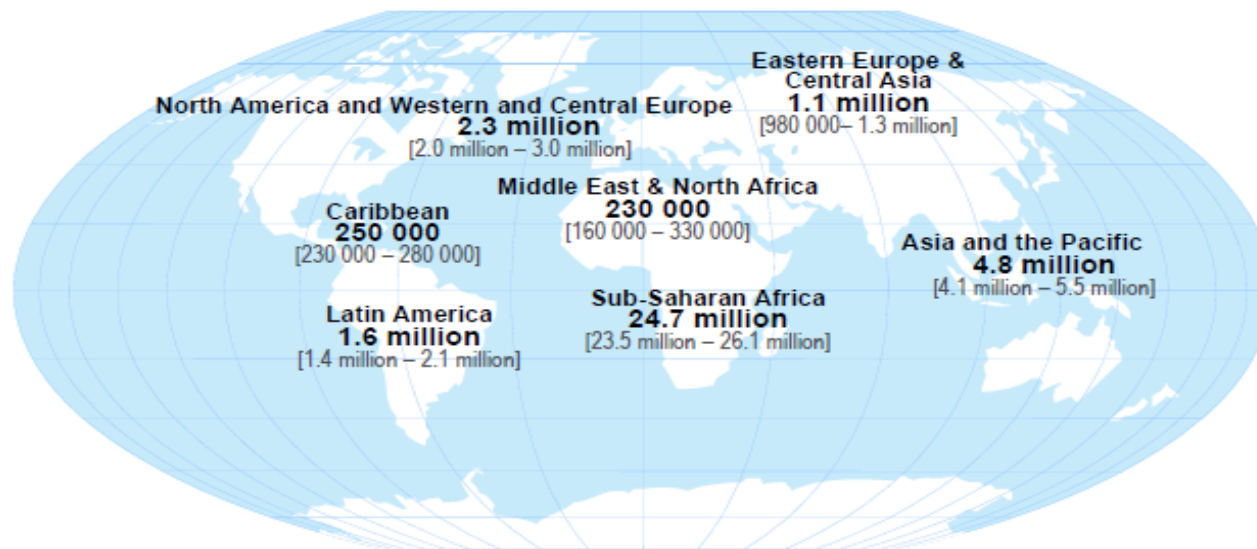 Eastern Europe &
Central Asia
1.1 million
[980 000– 1.3 million]
North America and Western and Central Europe
2.3 million
[2.0 million – 3.0 million]
Middle East & North Africa
230 000
[160 000 – 330 000]
Caribbean
250 000
[230 000 – 280 000]
Asia and the Pacific
4.8 million
[4.1 million – 5.5 million]
Sub-Saharan Africa
24.7 million
[23.5 million – 26.1 million]
Latin America
1.6 million
[1.4 million – 2.1 million]